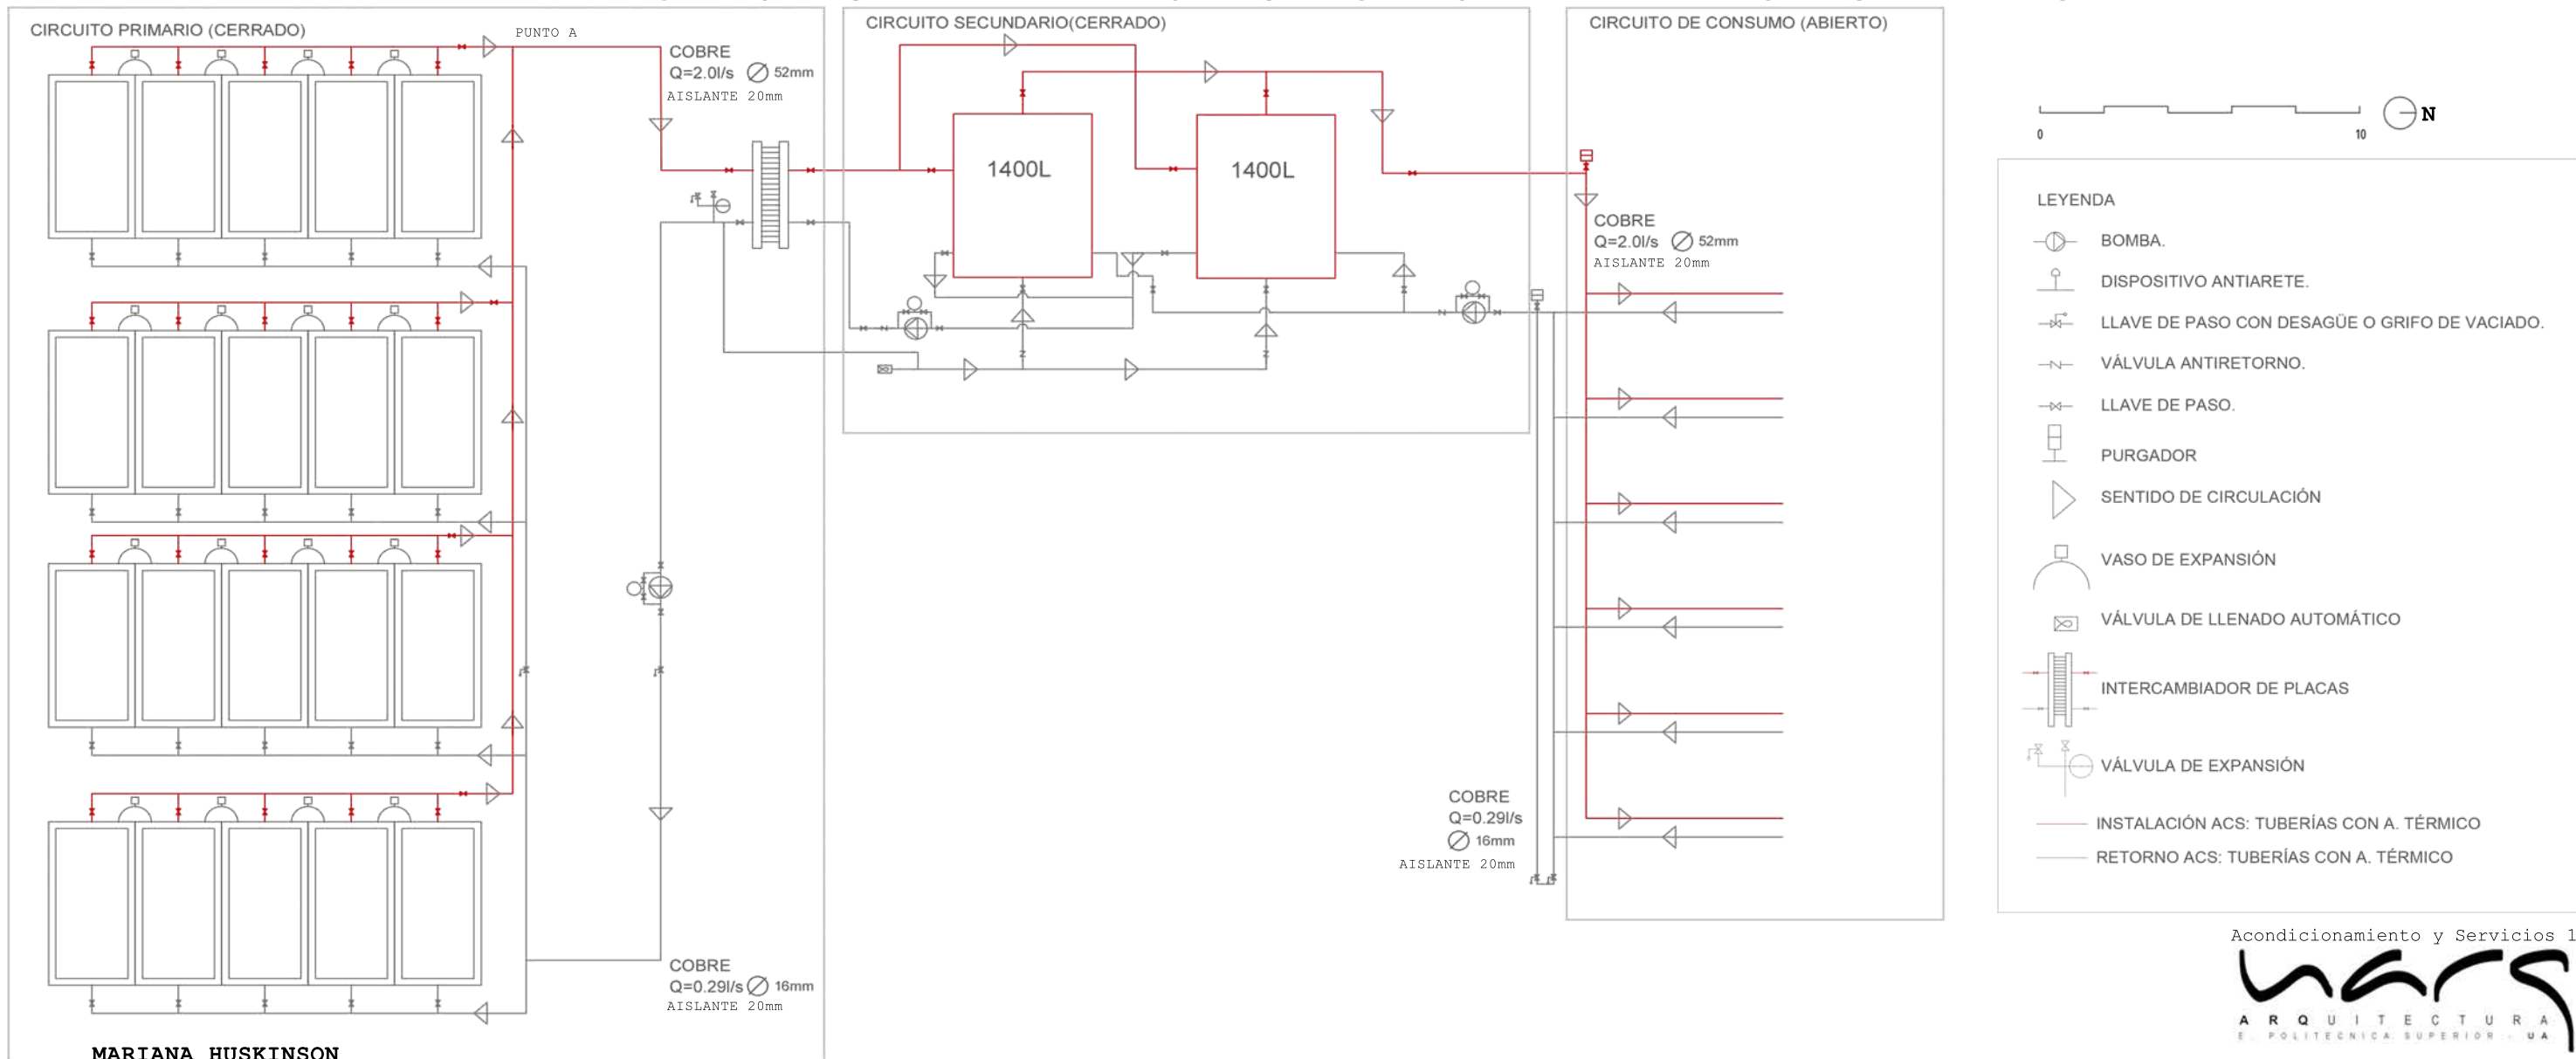 CIRCUITO PRIMARIO (CERRADO)
PUNTO A
COBRE
Q=2.0l/s 52mm
AISLANTE 20mm
COBRE
Q=0.29l/s 16mm
AISLANTE 20mm
MARIANA HUSKINSON
CIRCUITO SECUNDARIO(CERRADO)
1400L
1400L
COBRE
Q=0.29l/s
16mm
AISLANTE 20mm
CIRCUITO DE CONSUMO (ABIERTO)
COBRE
Q=2.0l/s 52mm
AISLANTE 20mm
0 10
N
LEYENDA
BOMBA.
DISPOSITIVO ANTIARETE.
LLAVE DE PASO CON DESAGÜE O GRIFO DE VACIADO.
VÁLVULA ANTIRETORNO.
LLAVE DE PASO.
PURGADOR
SENTIDO DE CIRCULACIÓN
VASO DE EXPANSIÓN
VÁLVULA DE LLENADO AUTOMÁTICO
INTERCAMBIADOR DE PLACAS
VÁLVULA DE EXPANSIÓN
INSTALACIÓN ACS: TUBERÍAS CON A. TÉRMICO
RETORNO ACS: TUBERÍAS CON A. TÉRMICO
Acondicionamiento y Servicios 1
ARQUITECTURA
E. POLITECNICA SUPERIOR - UA